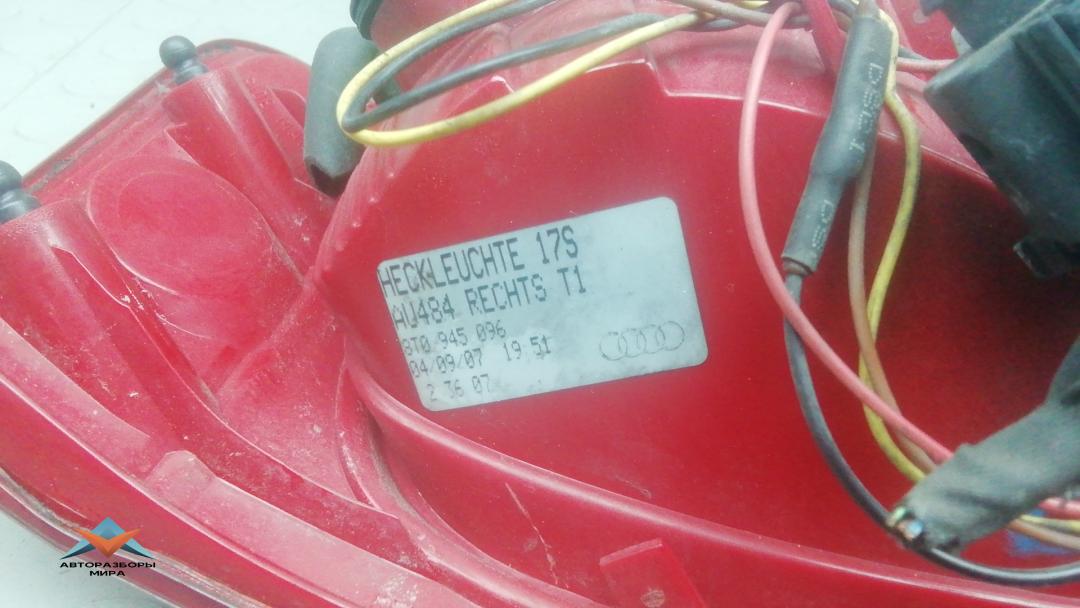 HECKLEUCHTE 17S
AU484 RECHTS T1
8T0 945 096
04/09/07 19 51
2 36 07
АВТОРАЗБОРЫ
МИРА